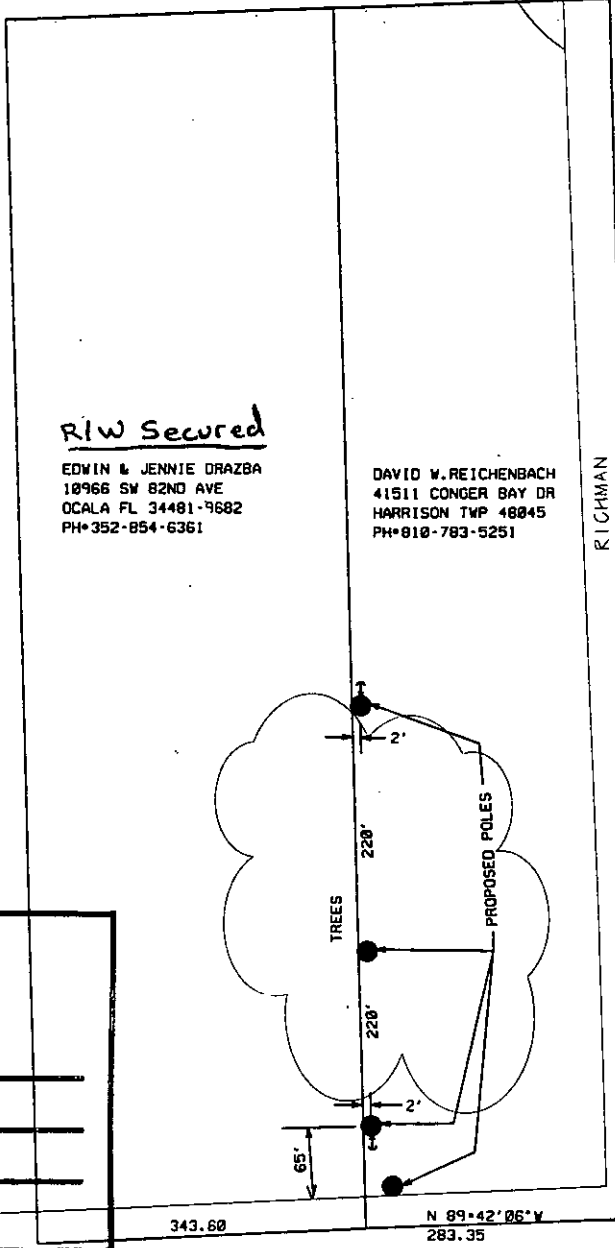 R/W Secured
EDWIN & JENNIE DRAZBA
10966 SW 82ND AVE
OCALA FL 34481-9682
PH•352-854-6361
DAVID W.REICHENBACH
41511 CONGER BAY DR
HARRISON TWP 48045
PH•810-783-5251
RICHMAN
2'
220'
PROPOSED POLES
TREES
220'
2'
65'
343.60
N 89•42'06"W
283.35